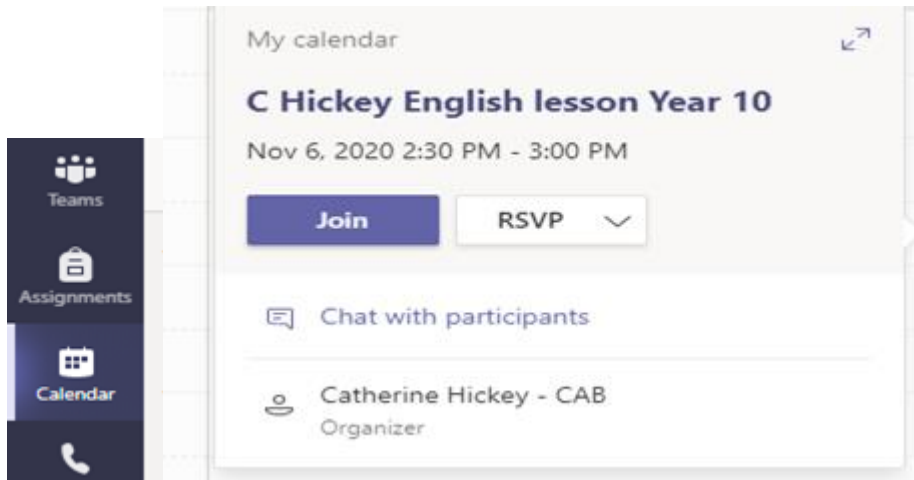 Teams
Assignments
Calendar
My calendar
C Hickey English lesson Year 10
Nov 6, 2020 2:30 PM - 3:00 PM
Join
RSVP
Chat with participants
Catherine Hickey - CAB
Organizer